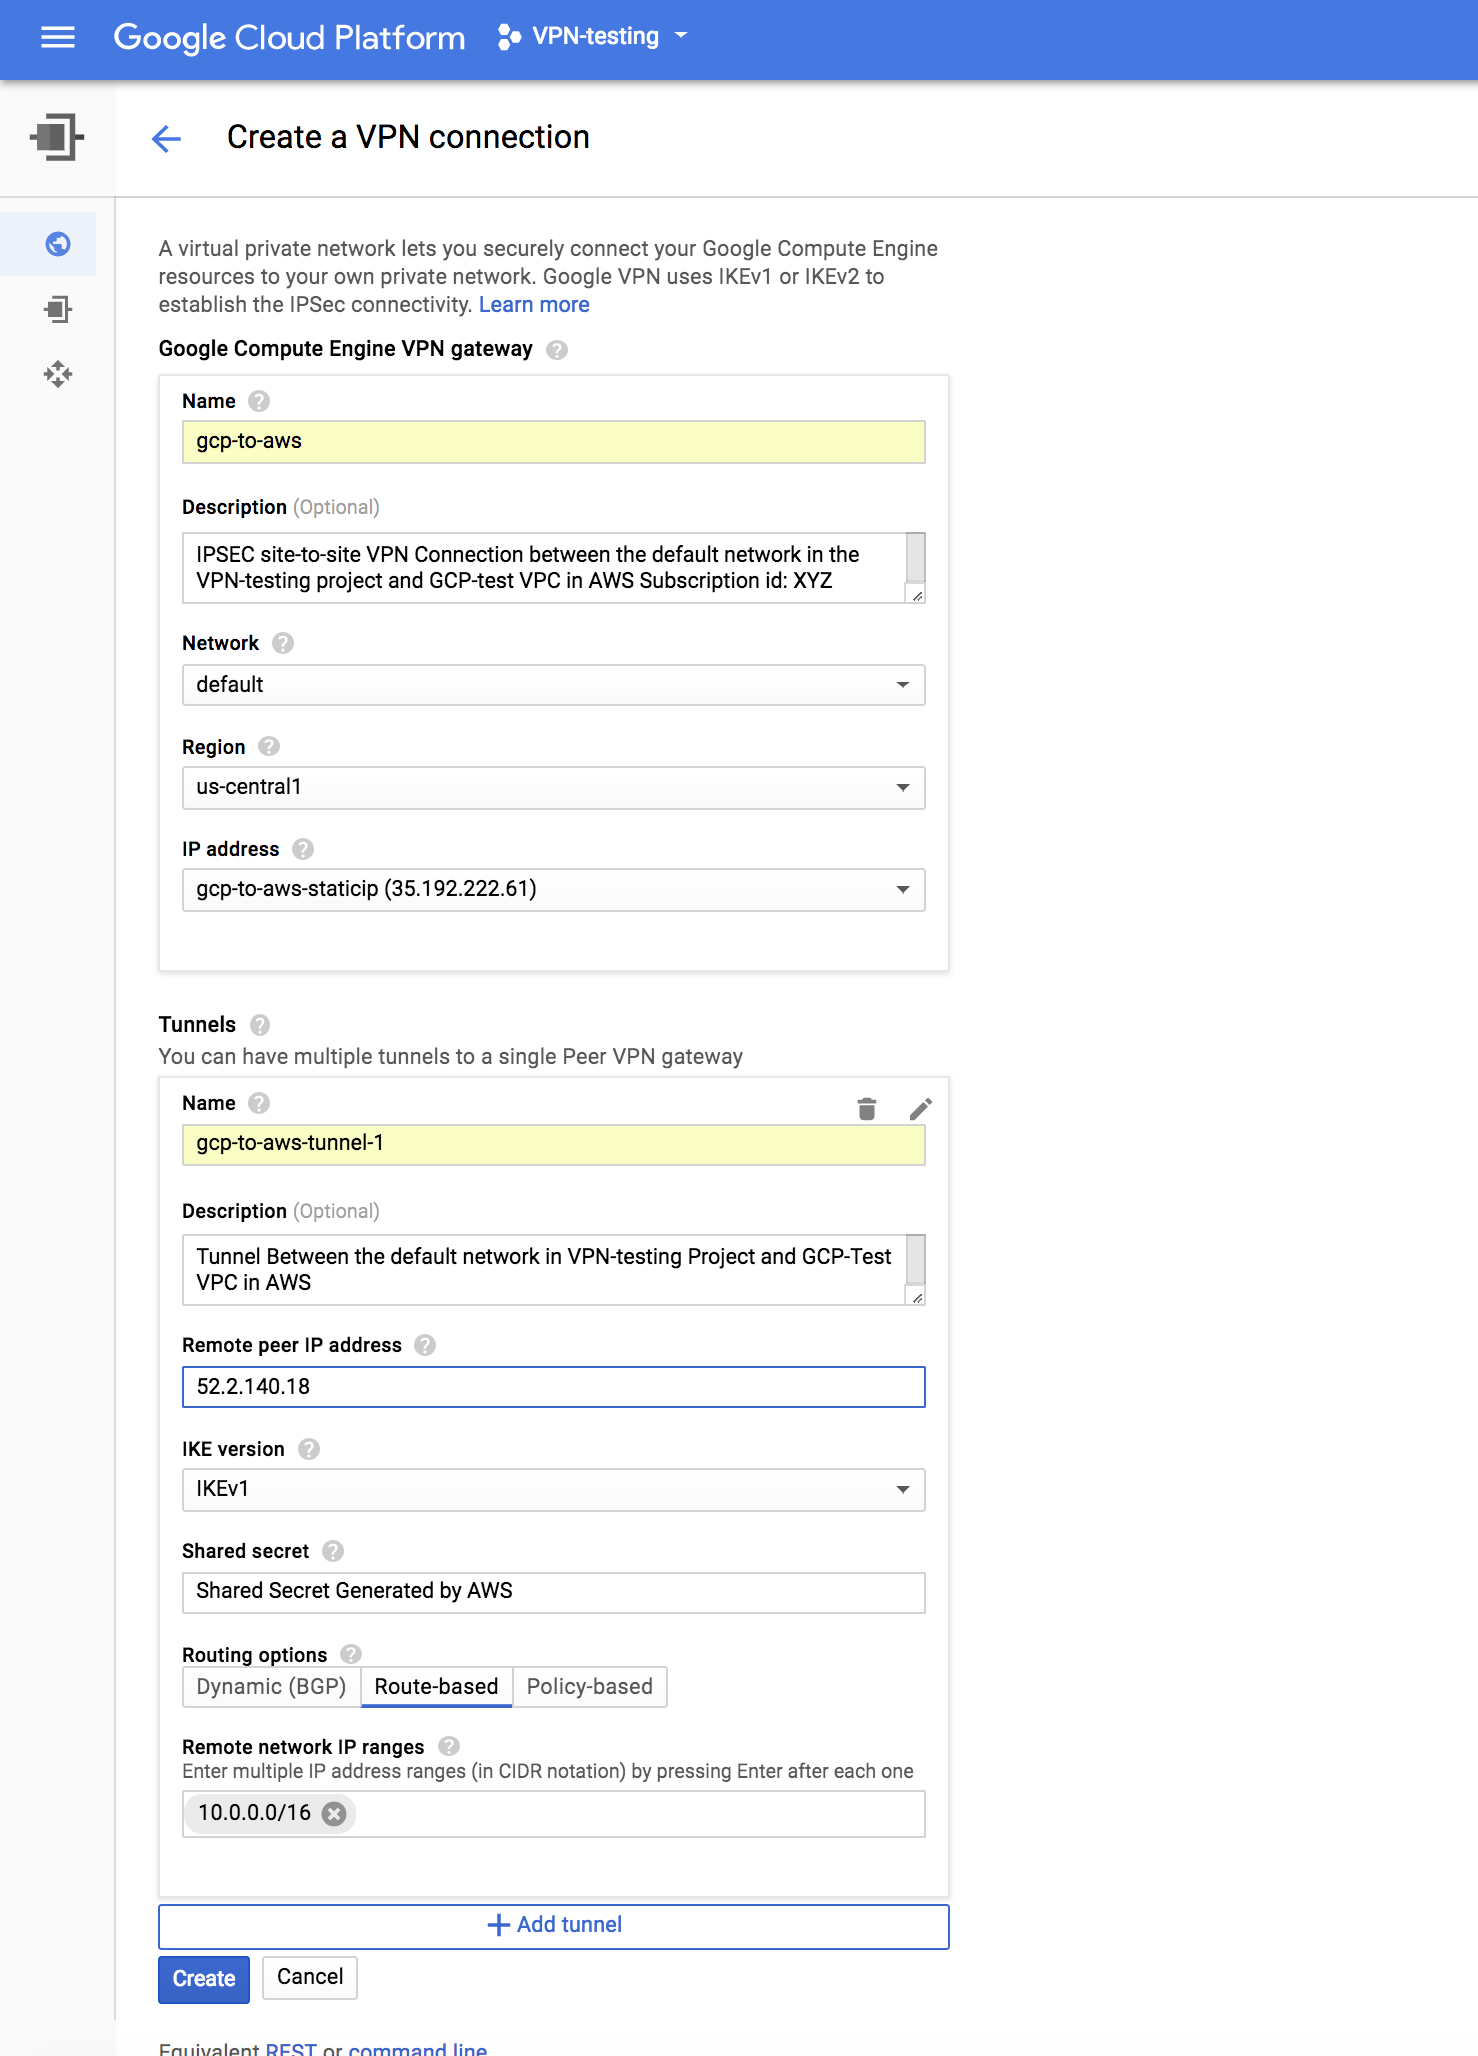 Google Cloud Platform VPN-testing
Create a VPN connection
A virtual private network lets you securely connect your Google Compute Engine
resources to your own private network. Google VPN uses IKEv1 or IKEv2 to
establish the IPSec connectivity. Learn more
Google Compute Engine VPN gateway ?
Name ?
gcp-to-aws
Description (Optional)
IPSEC site-to-site VPN Connection between the default network in the
VPN-testing project and GCP-test VPC in AWS Subscription id: XYZ
Network ?
default
Region ?
us-central1
IP address ?
gcp-to-aws-staticip (35.192.222.61)
Tunnels ?
You can have multiple tunnels to a single Peer VPN gateway
Name ?
gcp-to-aws-tunnel-1
Description (Optional)
Tunnel Between the default network in VPN-testing Project and GCP-Test
VPC in AWS
Remote peer IP address ?
52.2.140.18
IKE version ?
IKEv1
Shared secret ?
Shared Secret Generated by AWS
Routing options ?
Dynamic (BGP) Route-based Policy-based
Remote network IP ranges ?
Enter multiple IP address ranges (in CIDR notation) by pressing Enter after each one
10.0.0.0/16
+ Add tunnel
Create Cancel
Equivalent REST or command line